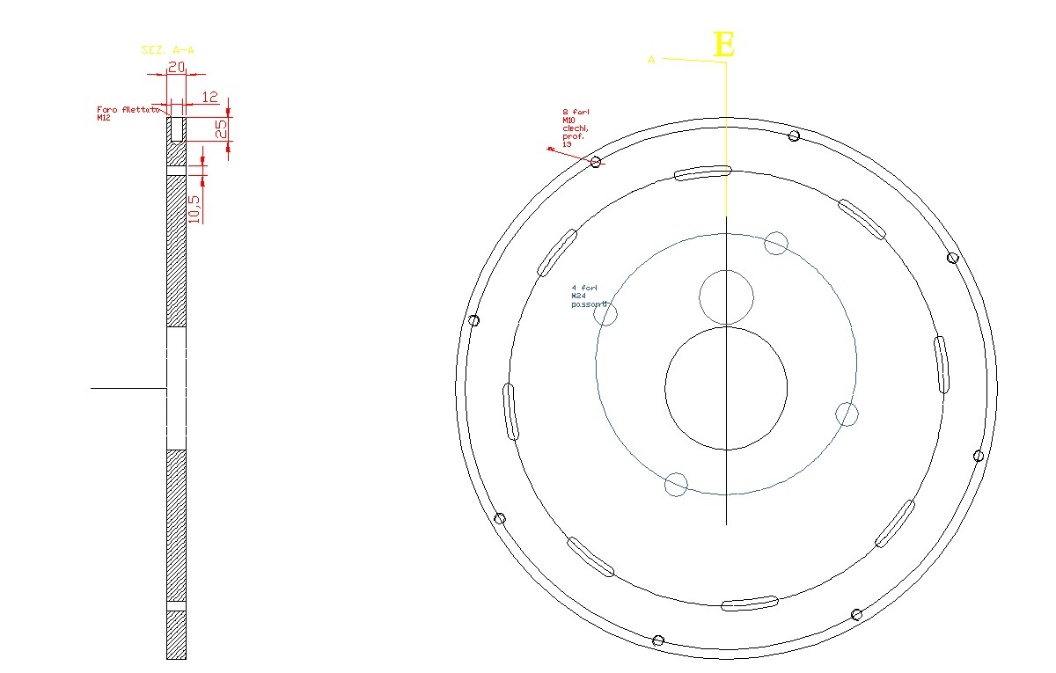 SEZ. A-A
20
12
Foro filettato
M12
25
10,5
E
A
8 fori
M10
ciechi,
prof.
13
4 fori
M24
passanti